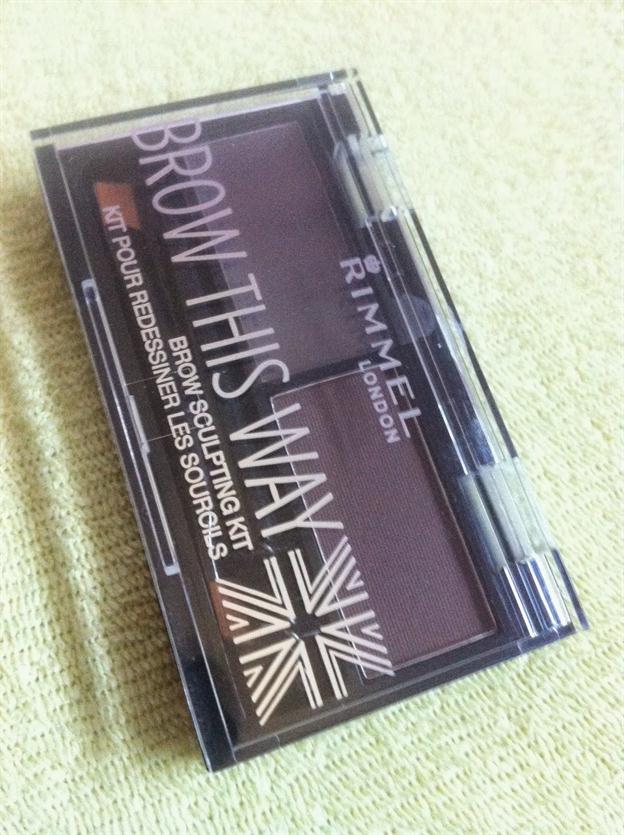 RIMMEL
LONDON
BROW THIS WAY
BROW SCULPTING KIT
KIT POUR REDESSINER LES SOURCILS